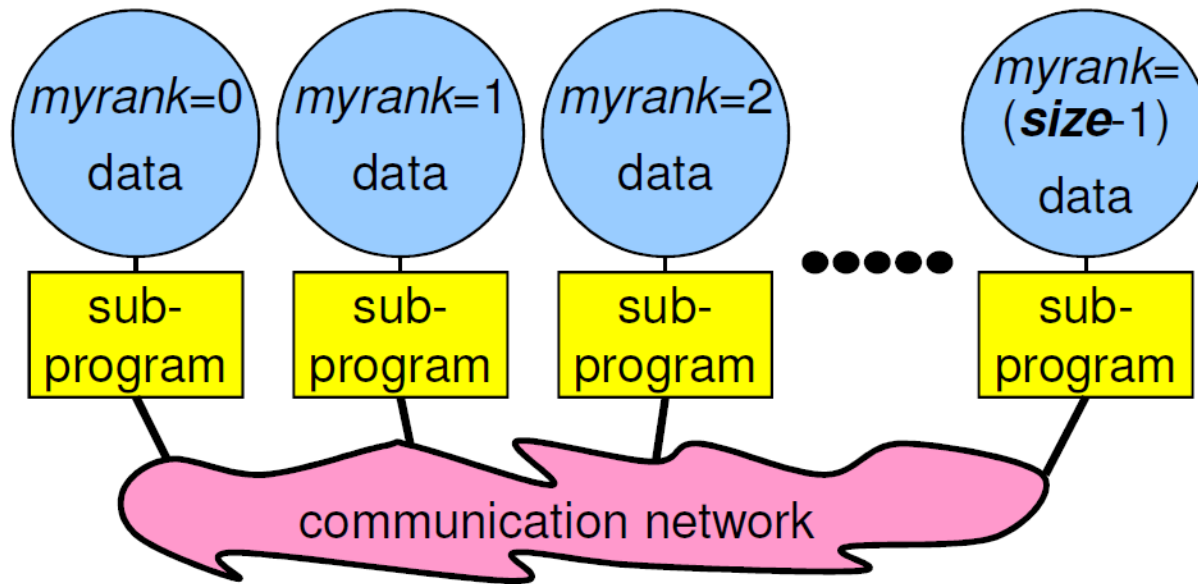 myrank=0
data
myrank=1
data
myrank=2
data
myrank=
(size-1)
data
sub-
program
sub-
program
sub-
program
sub-
program
communication network